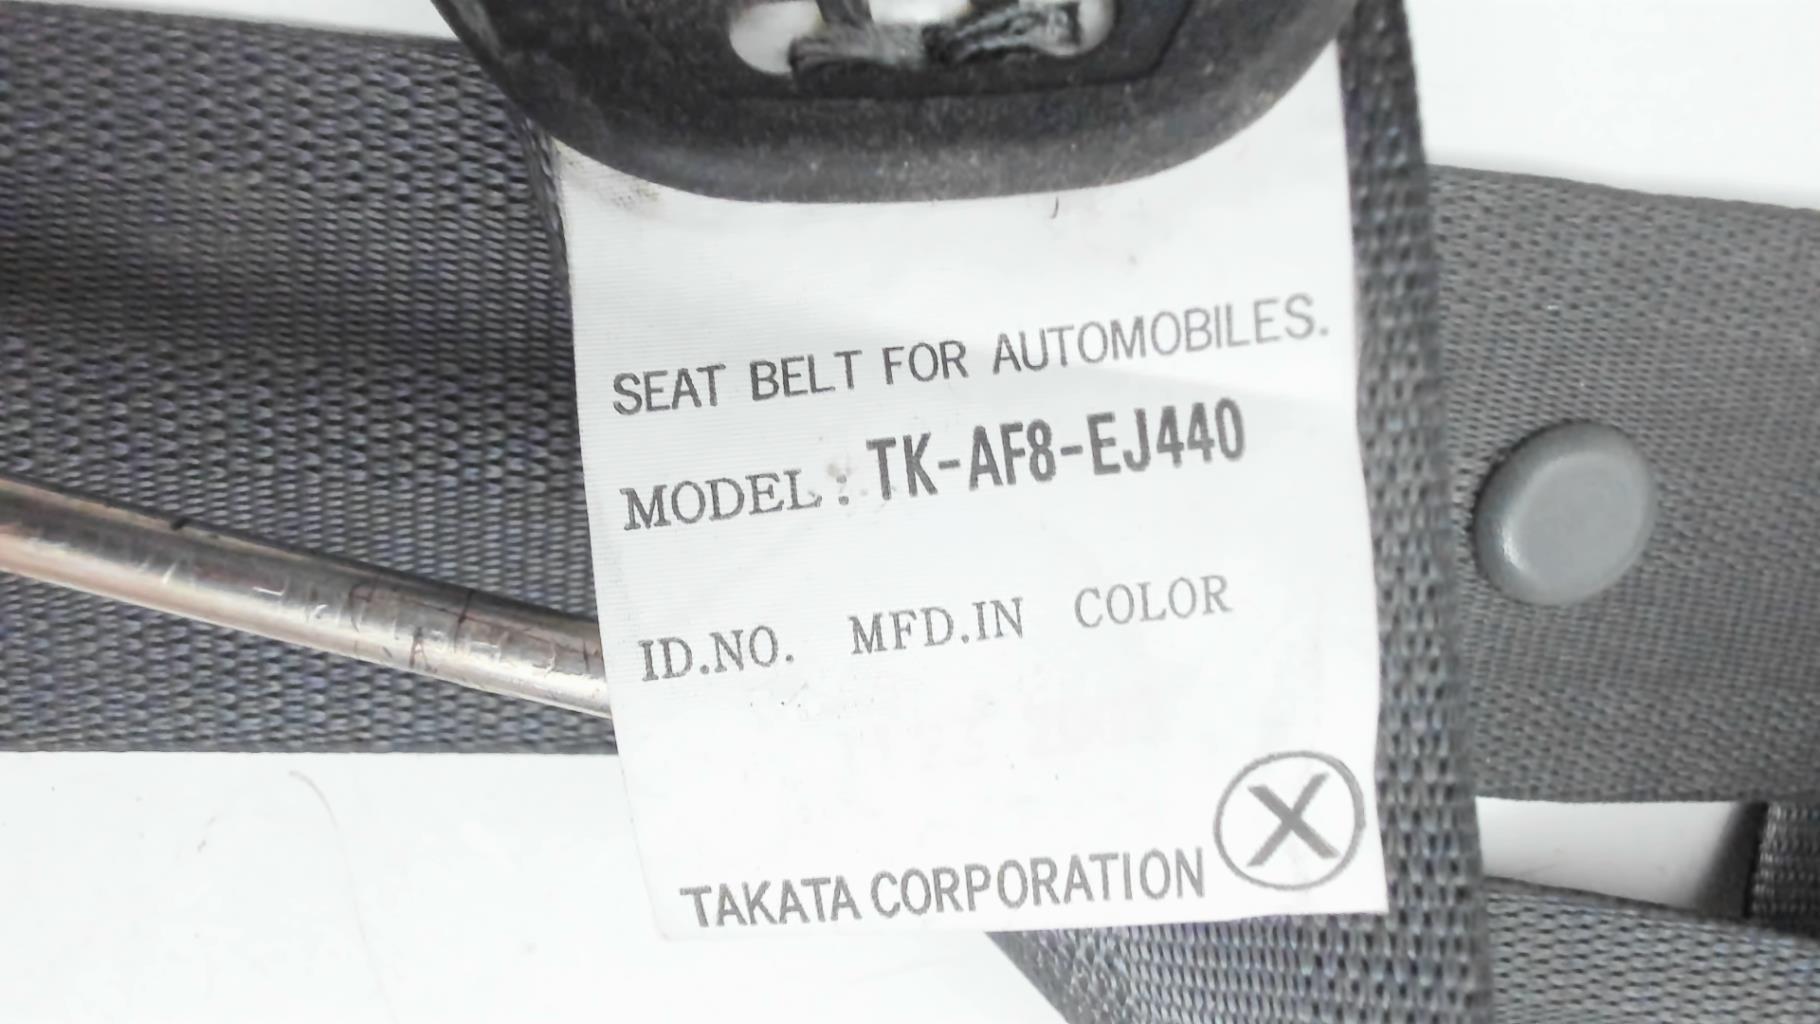 SEAT BELT FOR AUTOMOBILES.
MODEL: TK-AF8-EJ440
ID.NO. MFD.IN COLOR
TAKATA CORPORATION X